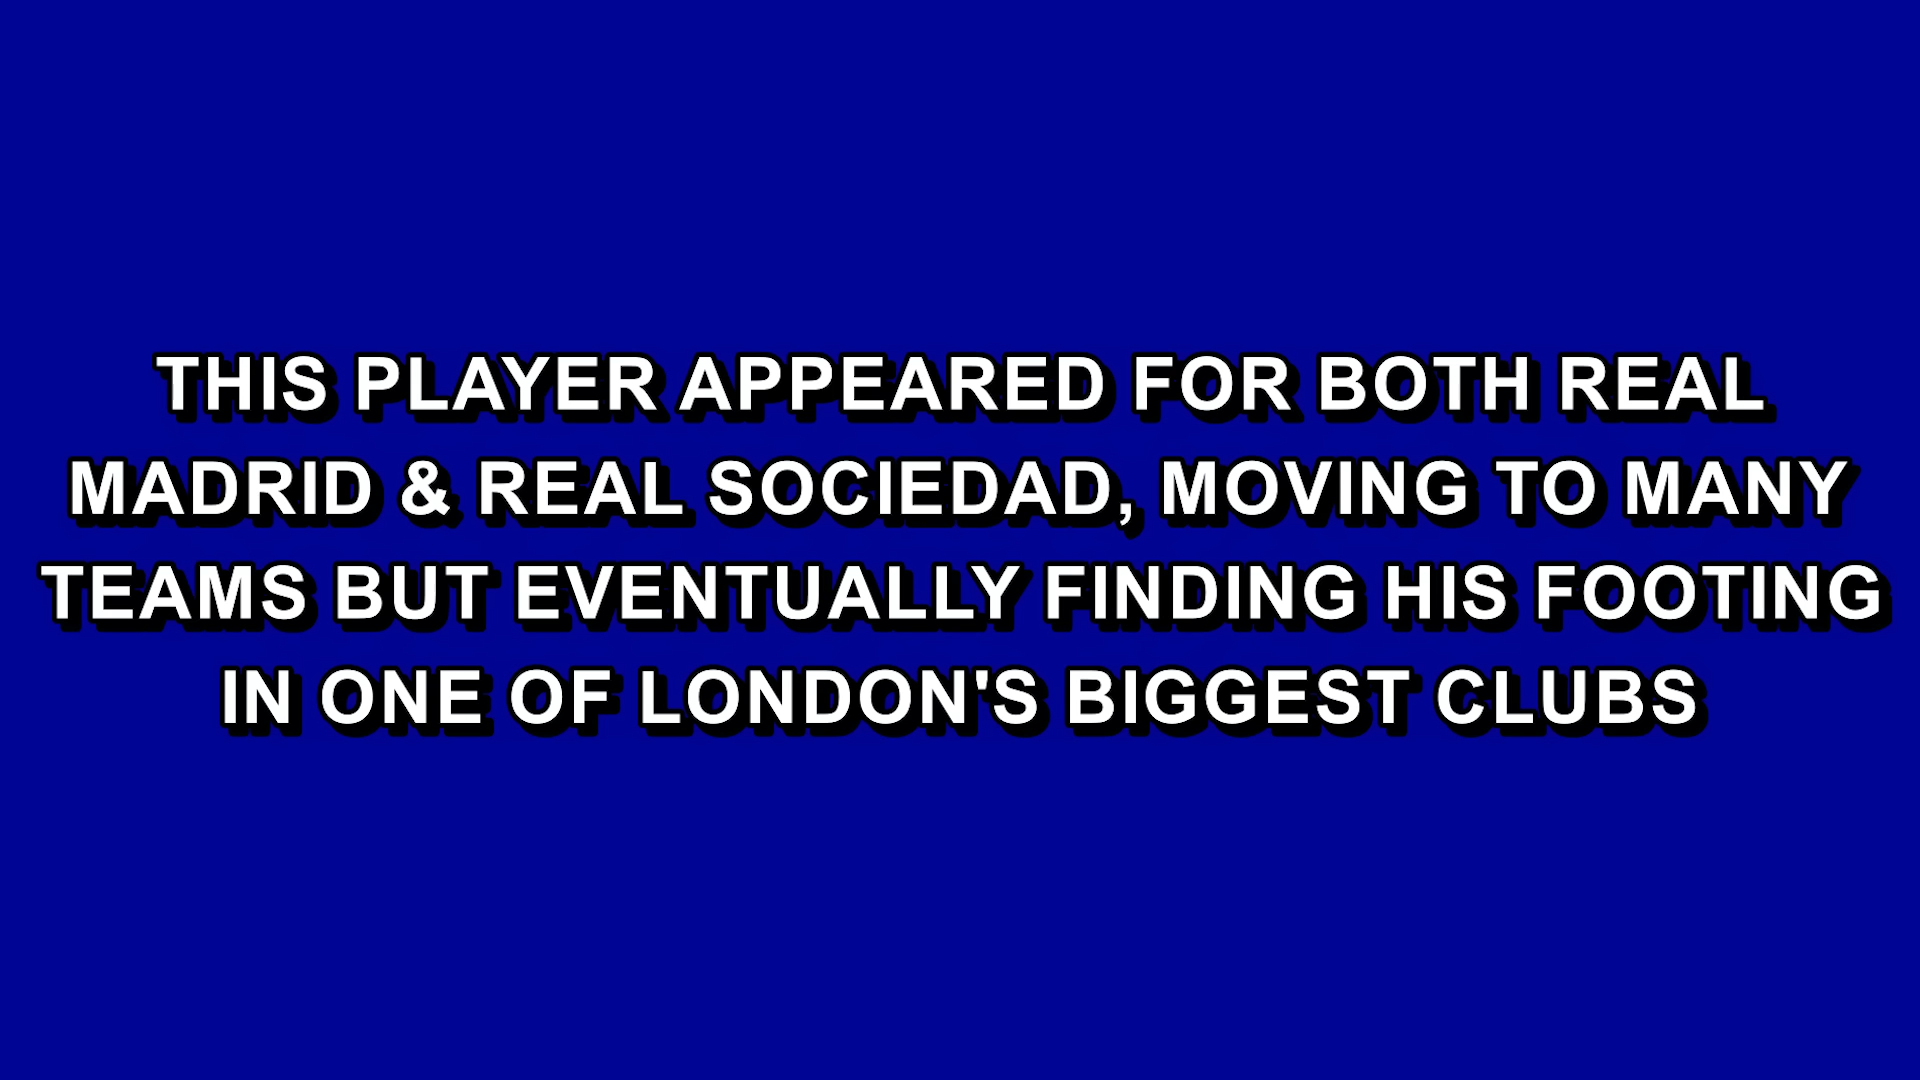 THIS PLAYER APPEARED FOR BOTH REAL
MADRID & REAL SOCIEDAD, MOVING TO MANY
TEAMS BUT EVENTUALLY FINDING HIS FOOTING
IN ONE OF LONDON'S BIGGEST CLUBS